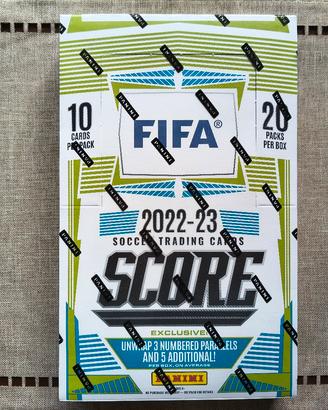 10
CARDS
PER PACK
FIFA®
20
PACKS
PER BOX
2022-23
SOCCER TRADING CARDS
SCORE
EXCLUSIVE!
UNWRAP 3 NUMBERED PARALLELS
AND 5 ADDITIONAL!
PER BOX, ON AVERAGE
PANINI
PANINI